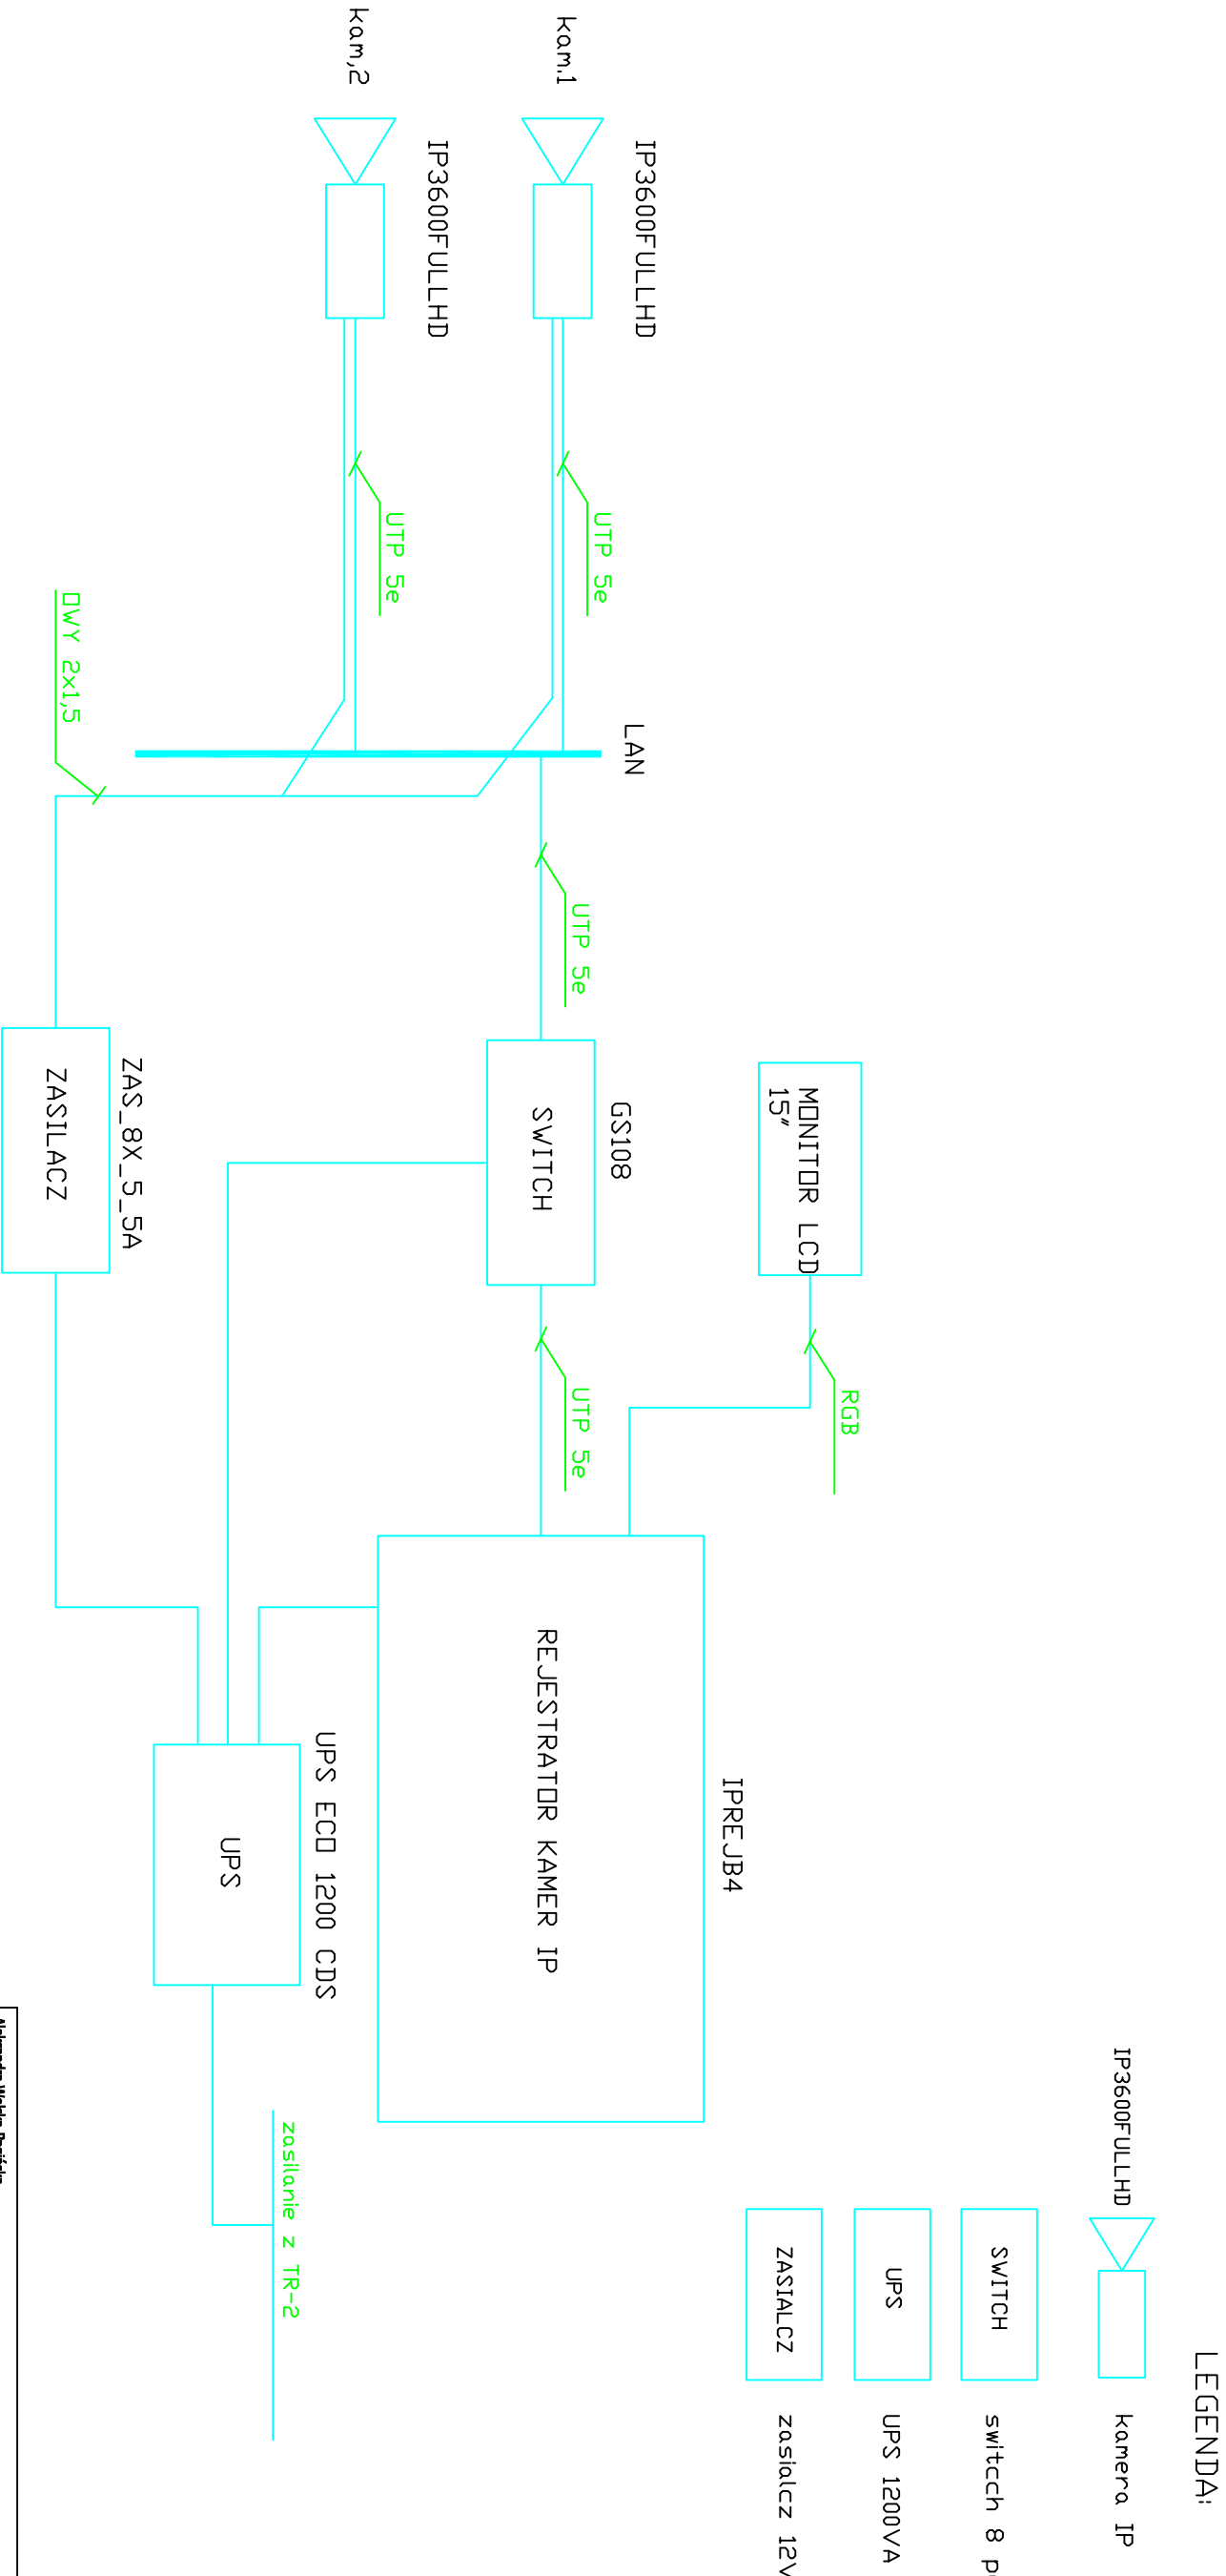 LEGENDA:
IP3600FULLHD
kamera IP
SWITCH
switcch 8 p
UPS
UPS 1200VA
ZASIALCZ
zasialcz 12V
MONITOR LCD
15"
RGB
IPREJB4
REJESTRATOR KAMER IP
kam.1
IP3600FULLHD
UTP 5e
LAN
UTP 5e
GS108
SWITCH
UTP 5e
kam,2
IP3600FULLHD
UTP 5e
OWY 2x1,5
ZAS_8X_5_5A
ZASILACZ
UPS ECO 1200 CDS
UPS
zasilanie z TR-2